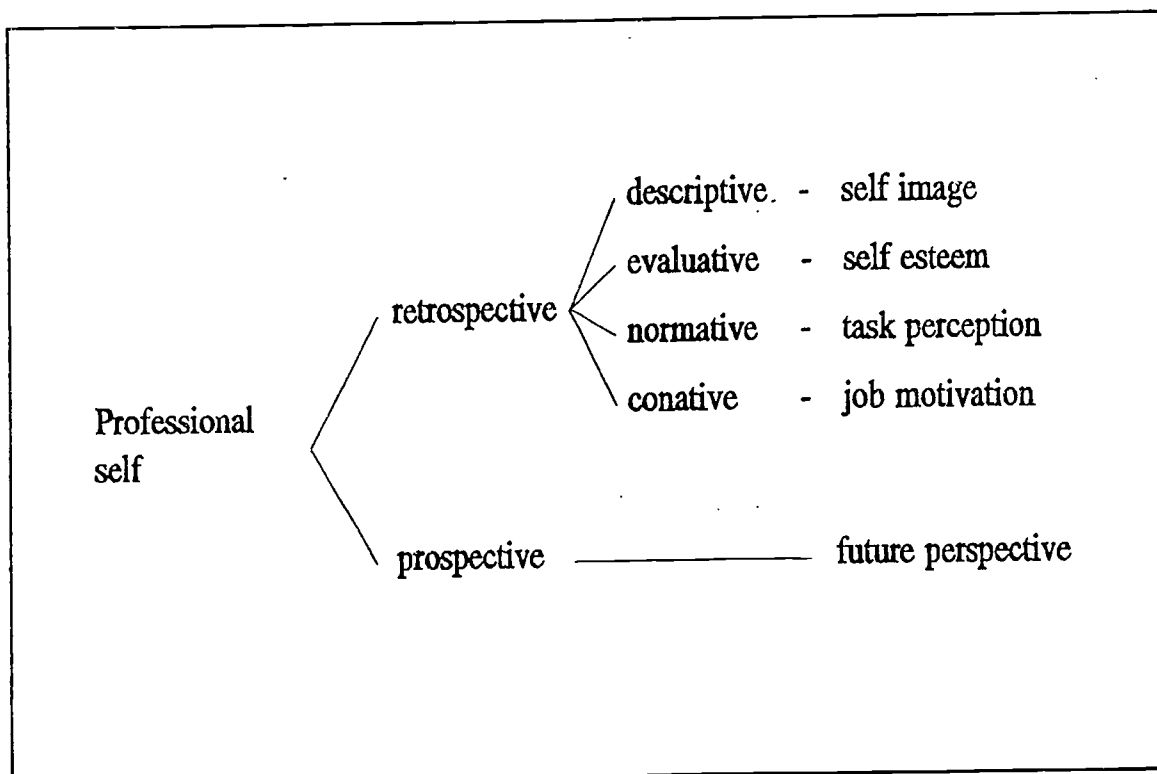 descriptive. - self image
evaluative - self esteem
retrospective
normative - task perception
conative - job motivation
Professional
self
prospective
future perspective